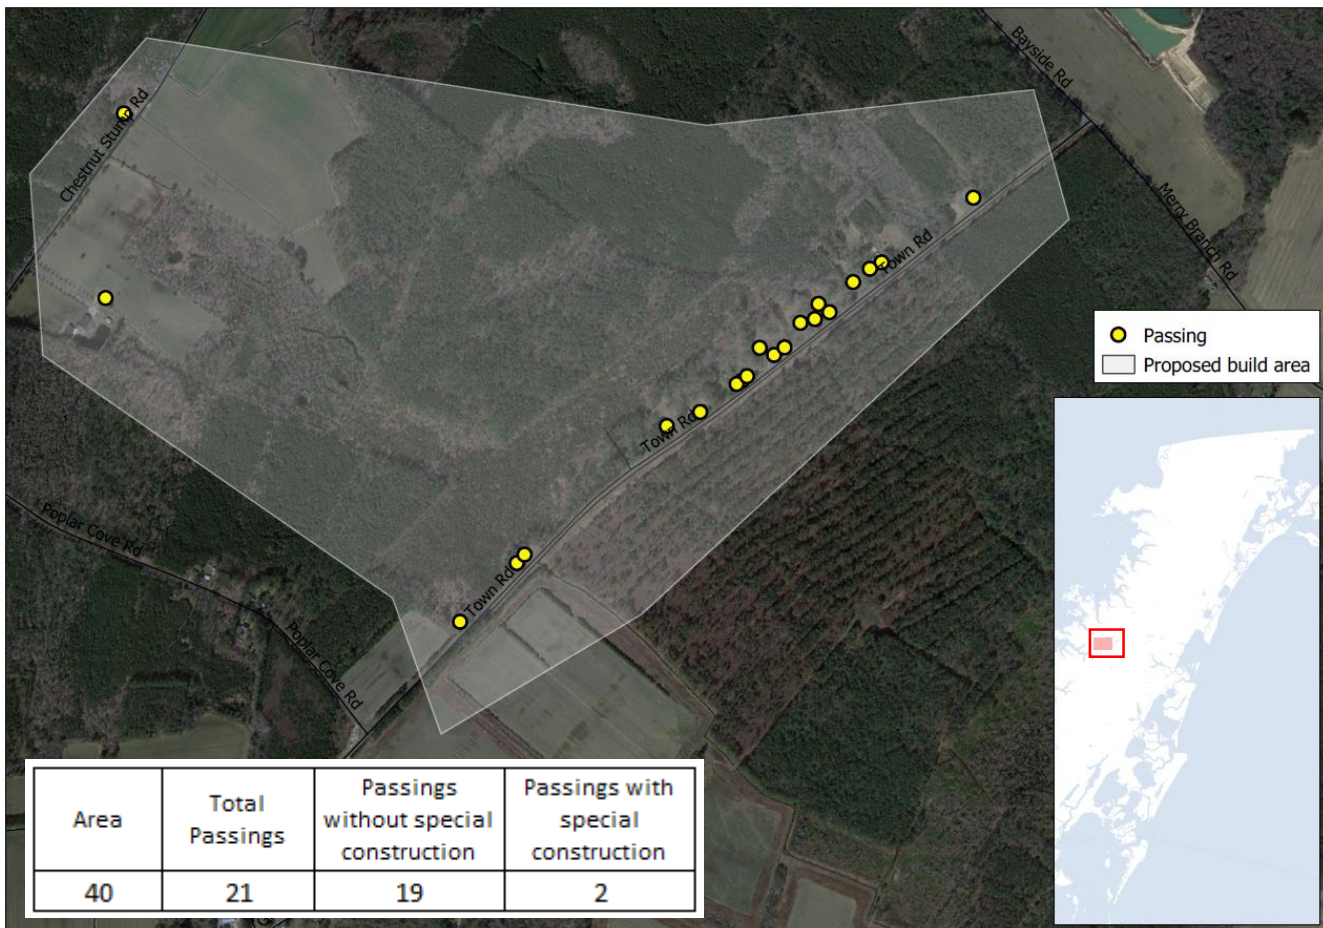 Bayside Rd
Chestnut Stump Rd
Merry Branch Rd
Town Rd
Passing
Proposed build area
Town Rd
Poplar Cove Rd
Town Rd
Poplar Cove Rd
Area
Total
Passings
Passings
without special
construction
Passings with
special
construction
40
21
19
2